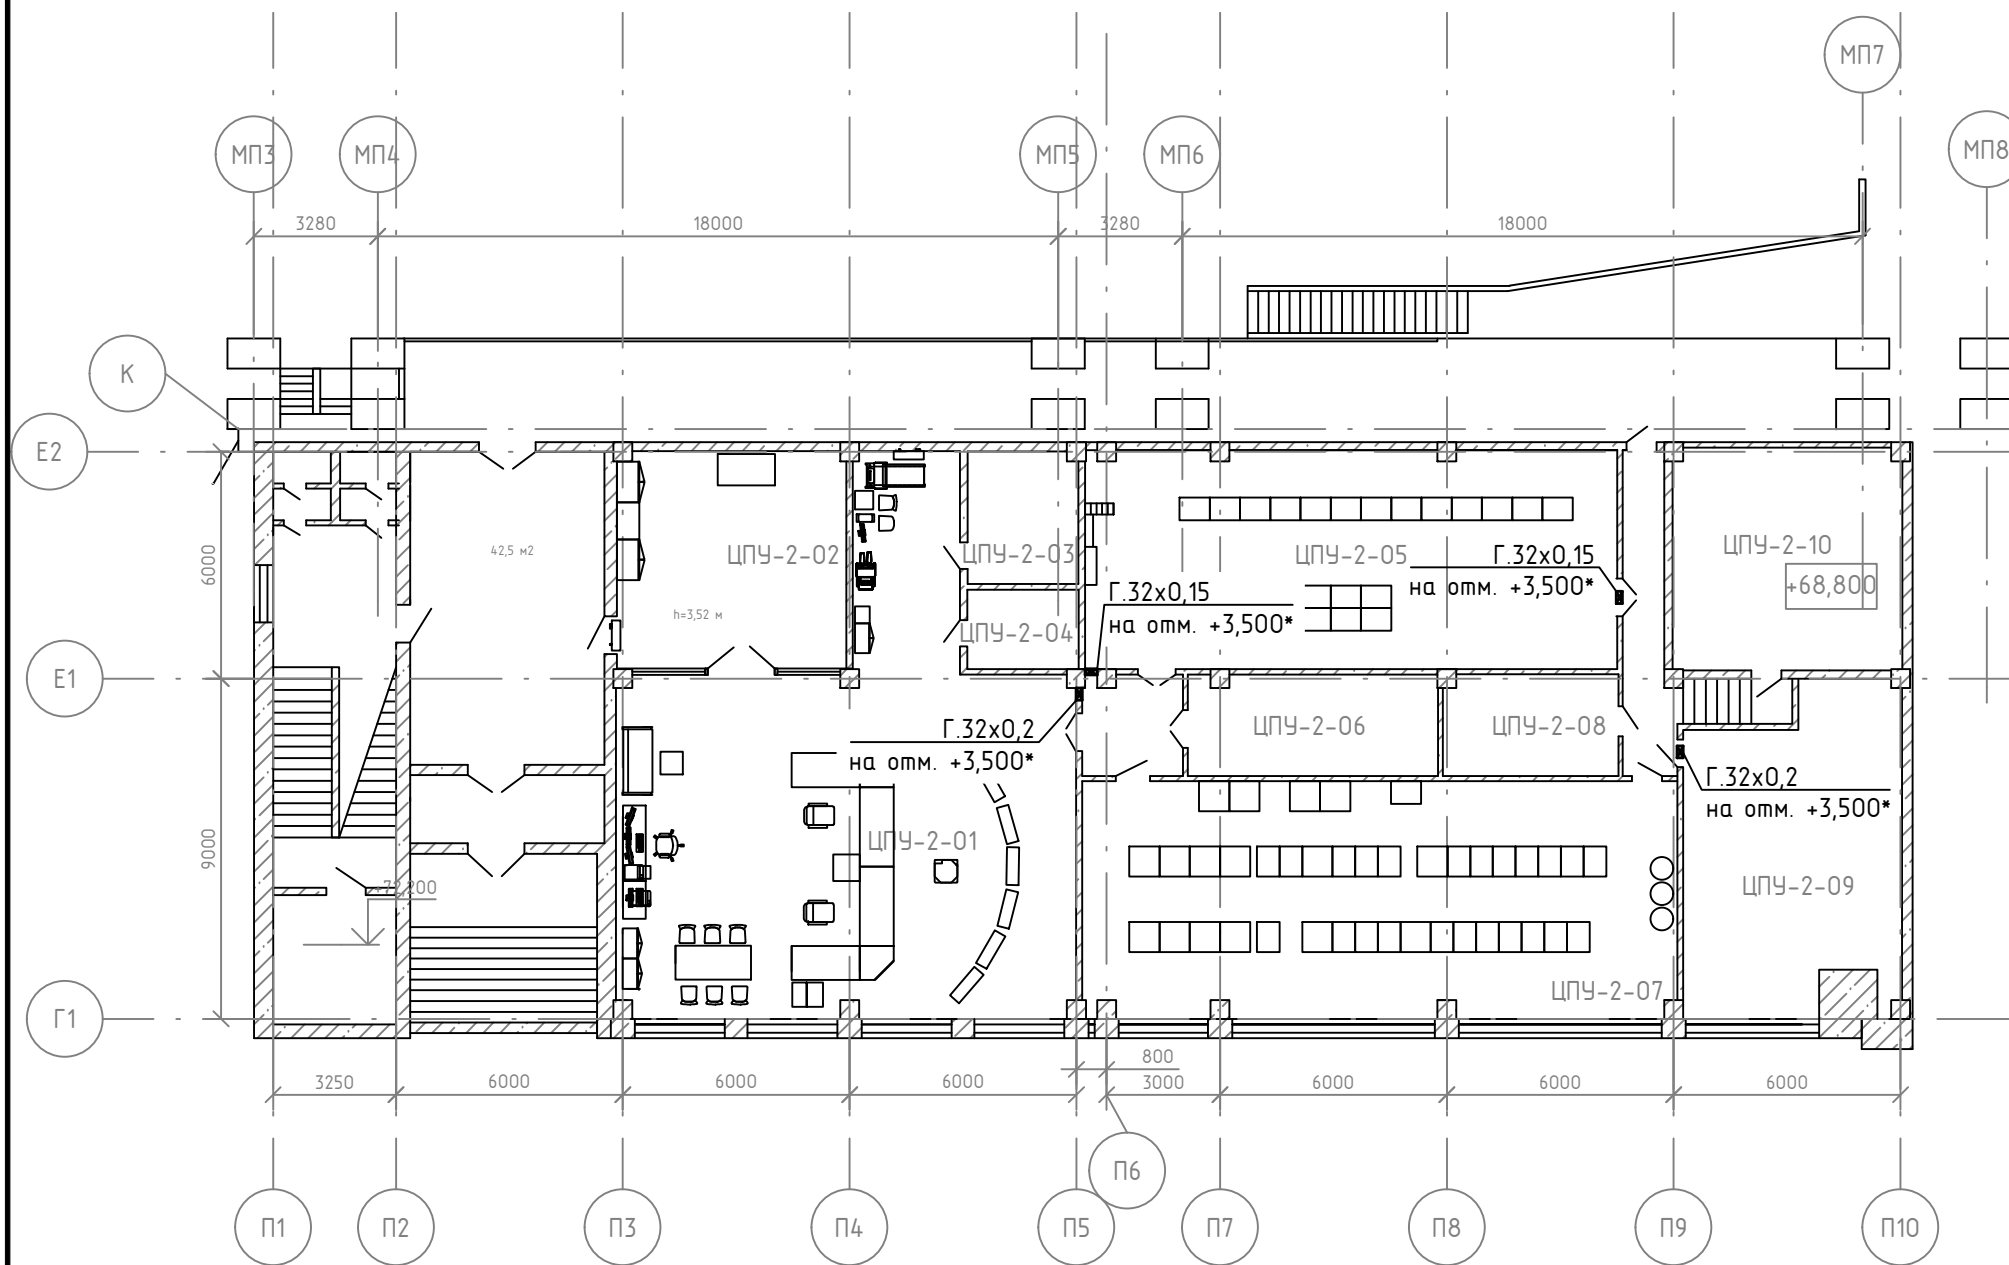 МП7
МП3
МП4
МП5
МП6
МП8
3280
18000
3280
18000
К
Е2
6000
42,5 м2
ЦПУ-2-02
ЦПУ-2-03
ЦПУ-2-05
Г.32х0,15
на отм. +3,500*
ЦПУ-2-10
+68,800
Г.32х0,15
на отм. +3,500*
h=3,52 м
ЦПУ-2-04
Е1
Г.32х0,2
на отм. +3,500*
ЦПУ-2-06
ЦПУ-2-08
Г.32х0,2
на отм. +3,500*
9000
ЦПУ-2-01
+72,200
ЦПУ-2-09
ЦПУ-2-07
Г1
800
3250
6000
6000
6000
3000
6000
6000
6000
П6
П1
П2
П3
П4
П5
П7
П8
П9
П10